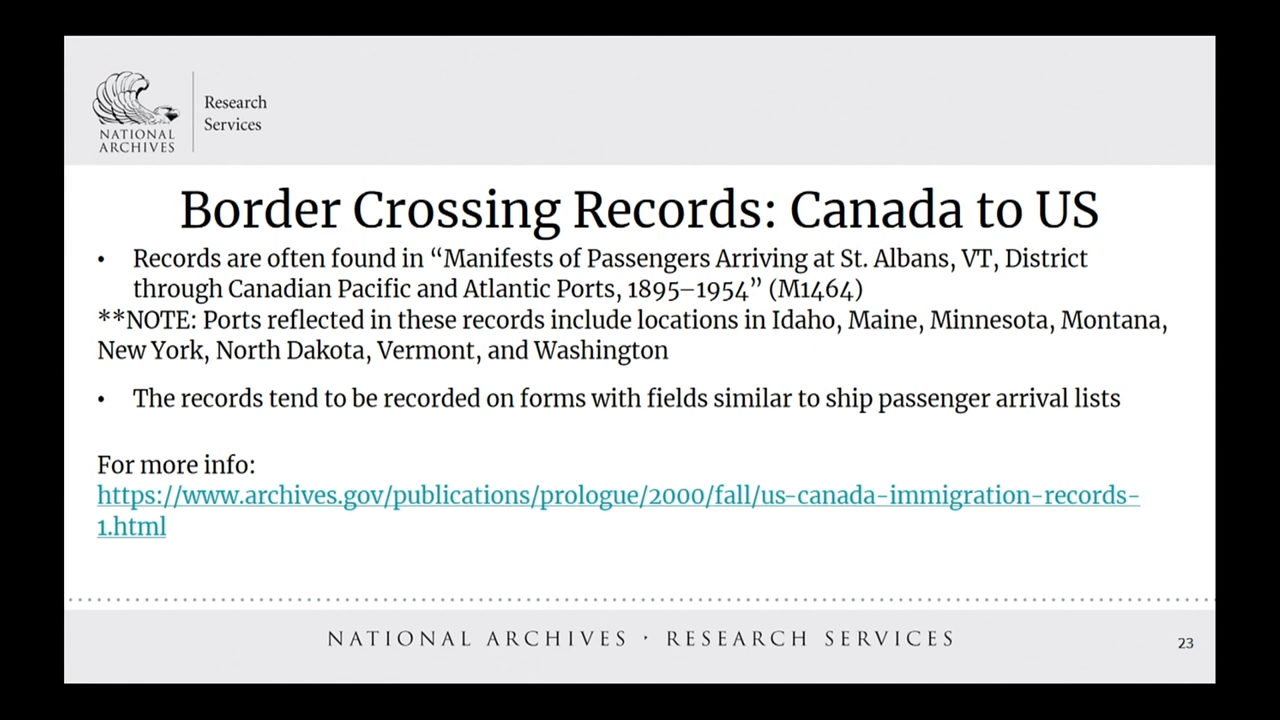 NATIONAL
ARCHIVES
Research
Services
Border Crossing Records: Canada to US
• Records are often found in “Manifests of Passengers Arriving at St. Albans, VT, District
through Canadian Pacific and Atlantic Ports, 1895–1954” (M1464)
**NOTE: Ports reflected in these records include locations in Idaho, Maine, Minnesota, Montana,
New York, North Dakota, Vermont, and Washington
• The records tend to be recorded on forms with fields similar to ship passenger arrival lists
For more info:
https://www.archives.gov/publications/prologue/2000/fall/us-canada-immigration-records-
1.html
NATIONAL ARCHIVES · RESEARCH SERVICES
23